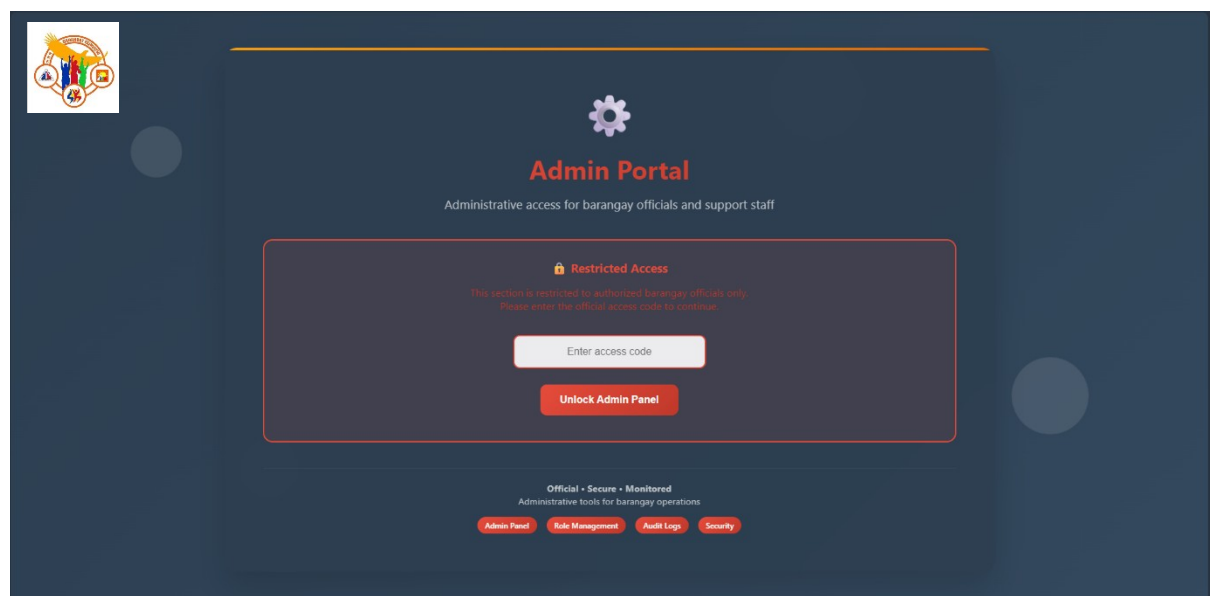 Admin Portal
Administrative access for barangay officials and support staff
🔒 Restricted Access
This section is restricted to authorized barangay officials only.
Please enter the official access code to continue.
Enter access code
Unlock Admin Panel
Official • Secure • Monitored
Administrative tools for barangay operations
Admin Panel Role Management Audit Logs Security